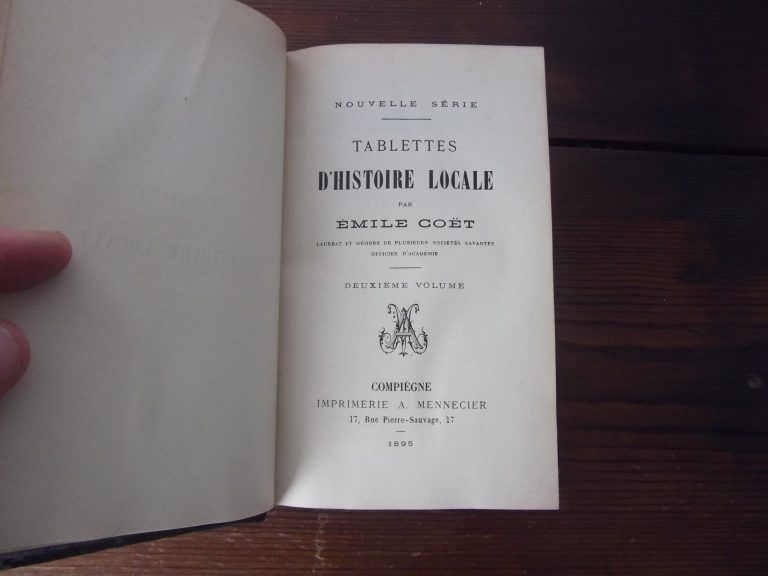 NOUVELLE SÉRIE
TABLETTES
D'HISTOIRE LOCALE
PAR
ÉMILE COËT
LAURÉAT ET MEMBRE DE PLUSIEURS SOCIÉTÉS SAVANTES
OFFICIER D'ACADÉMIE
DEUXIÈME VOLUME
COMPIÈGNE
IMPRIMERIE A. MENNECIER
17, Rue Pierre-Sauvage, 17
1895